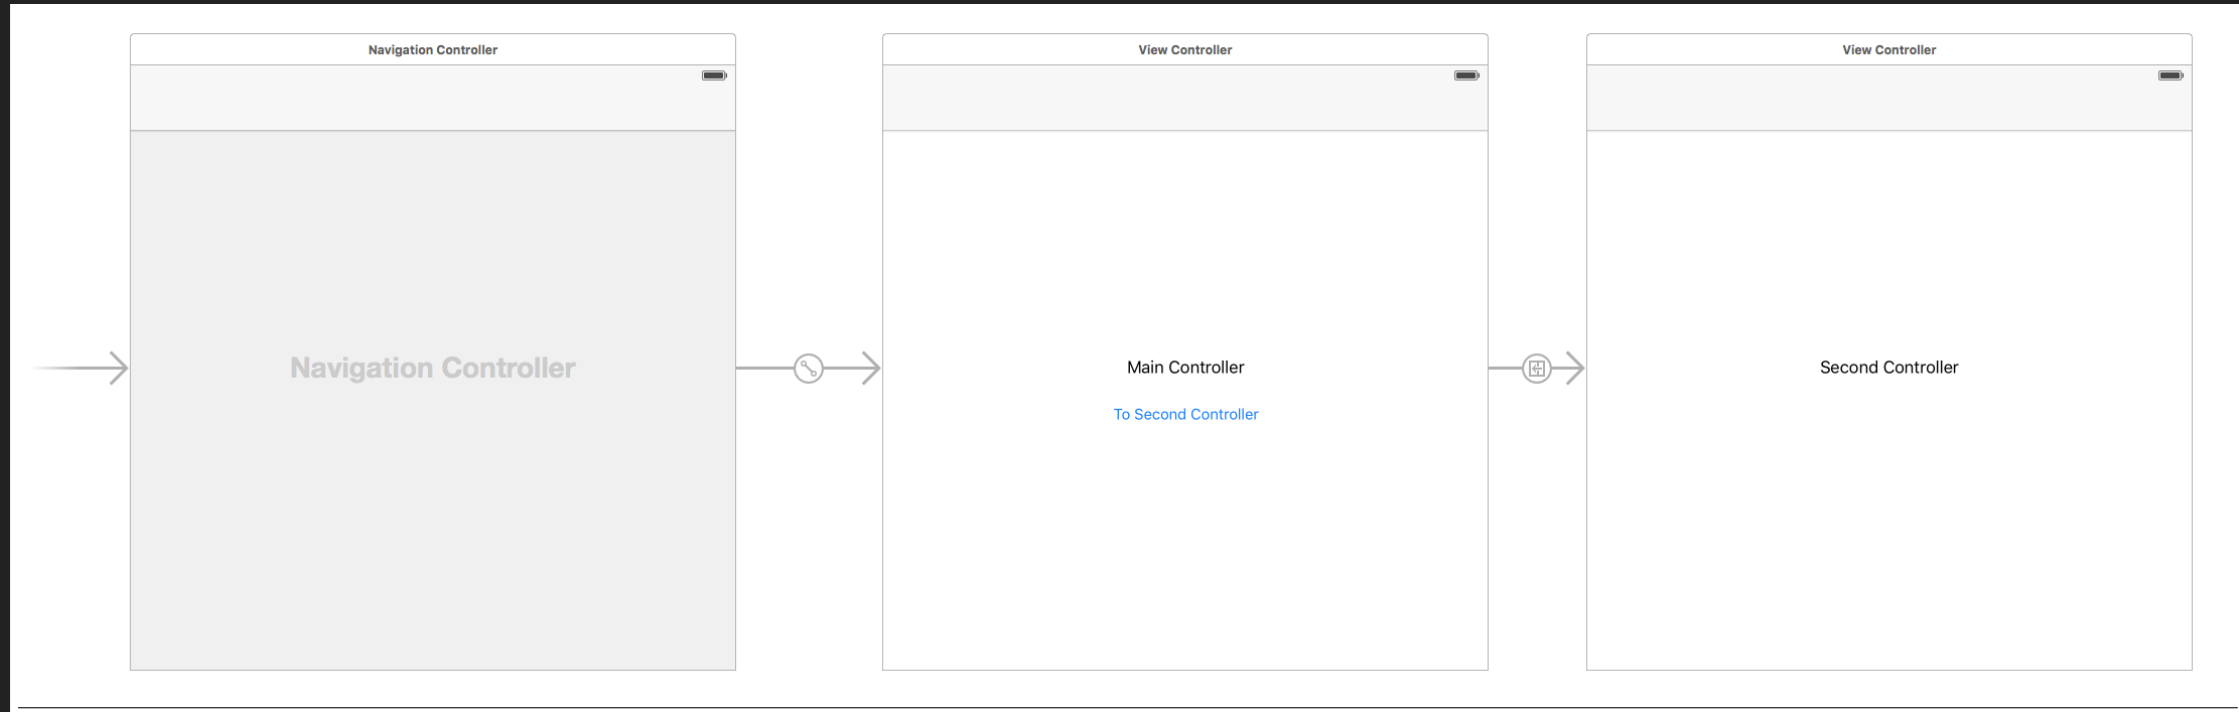 Navigation Controller
View Controller
View Controller
Navigation Controller
Main Controller
Second Controller
To Second Controller